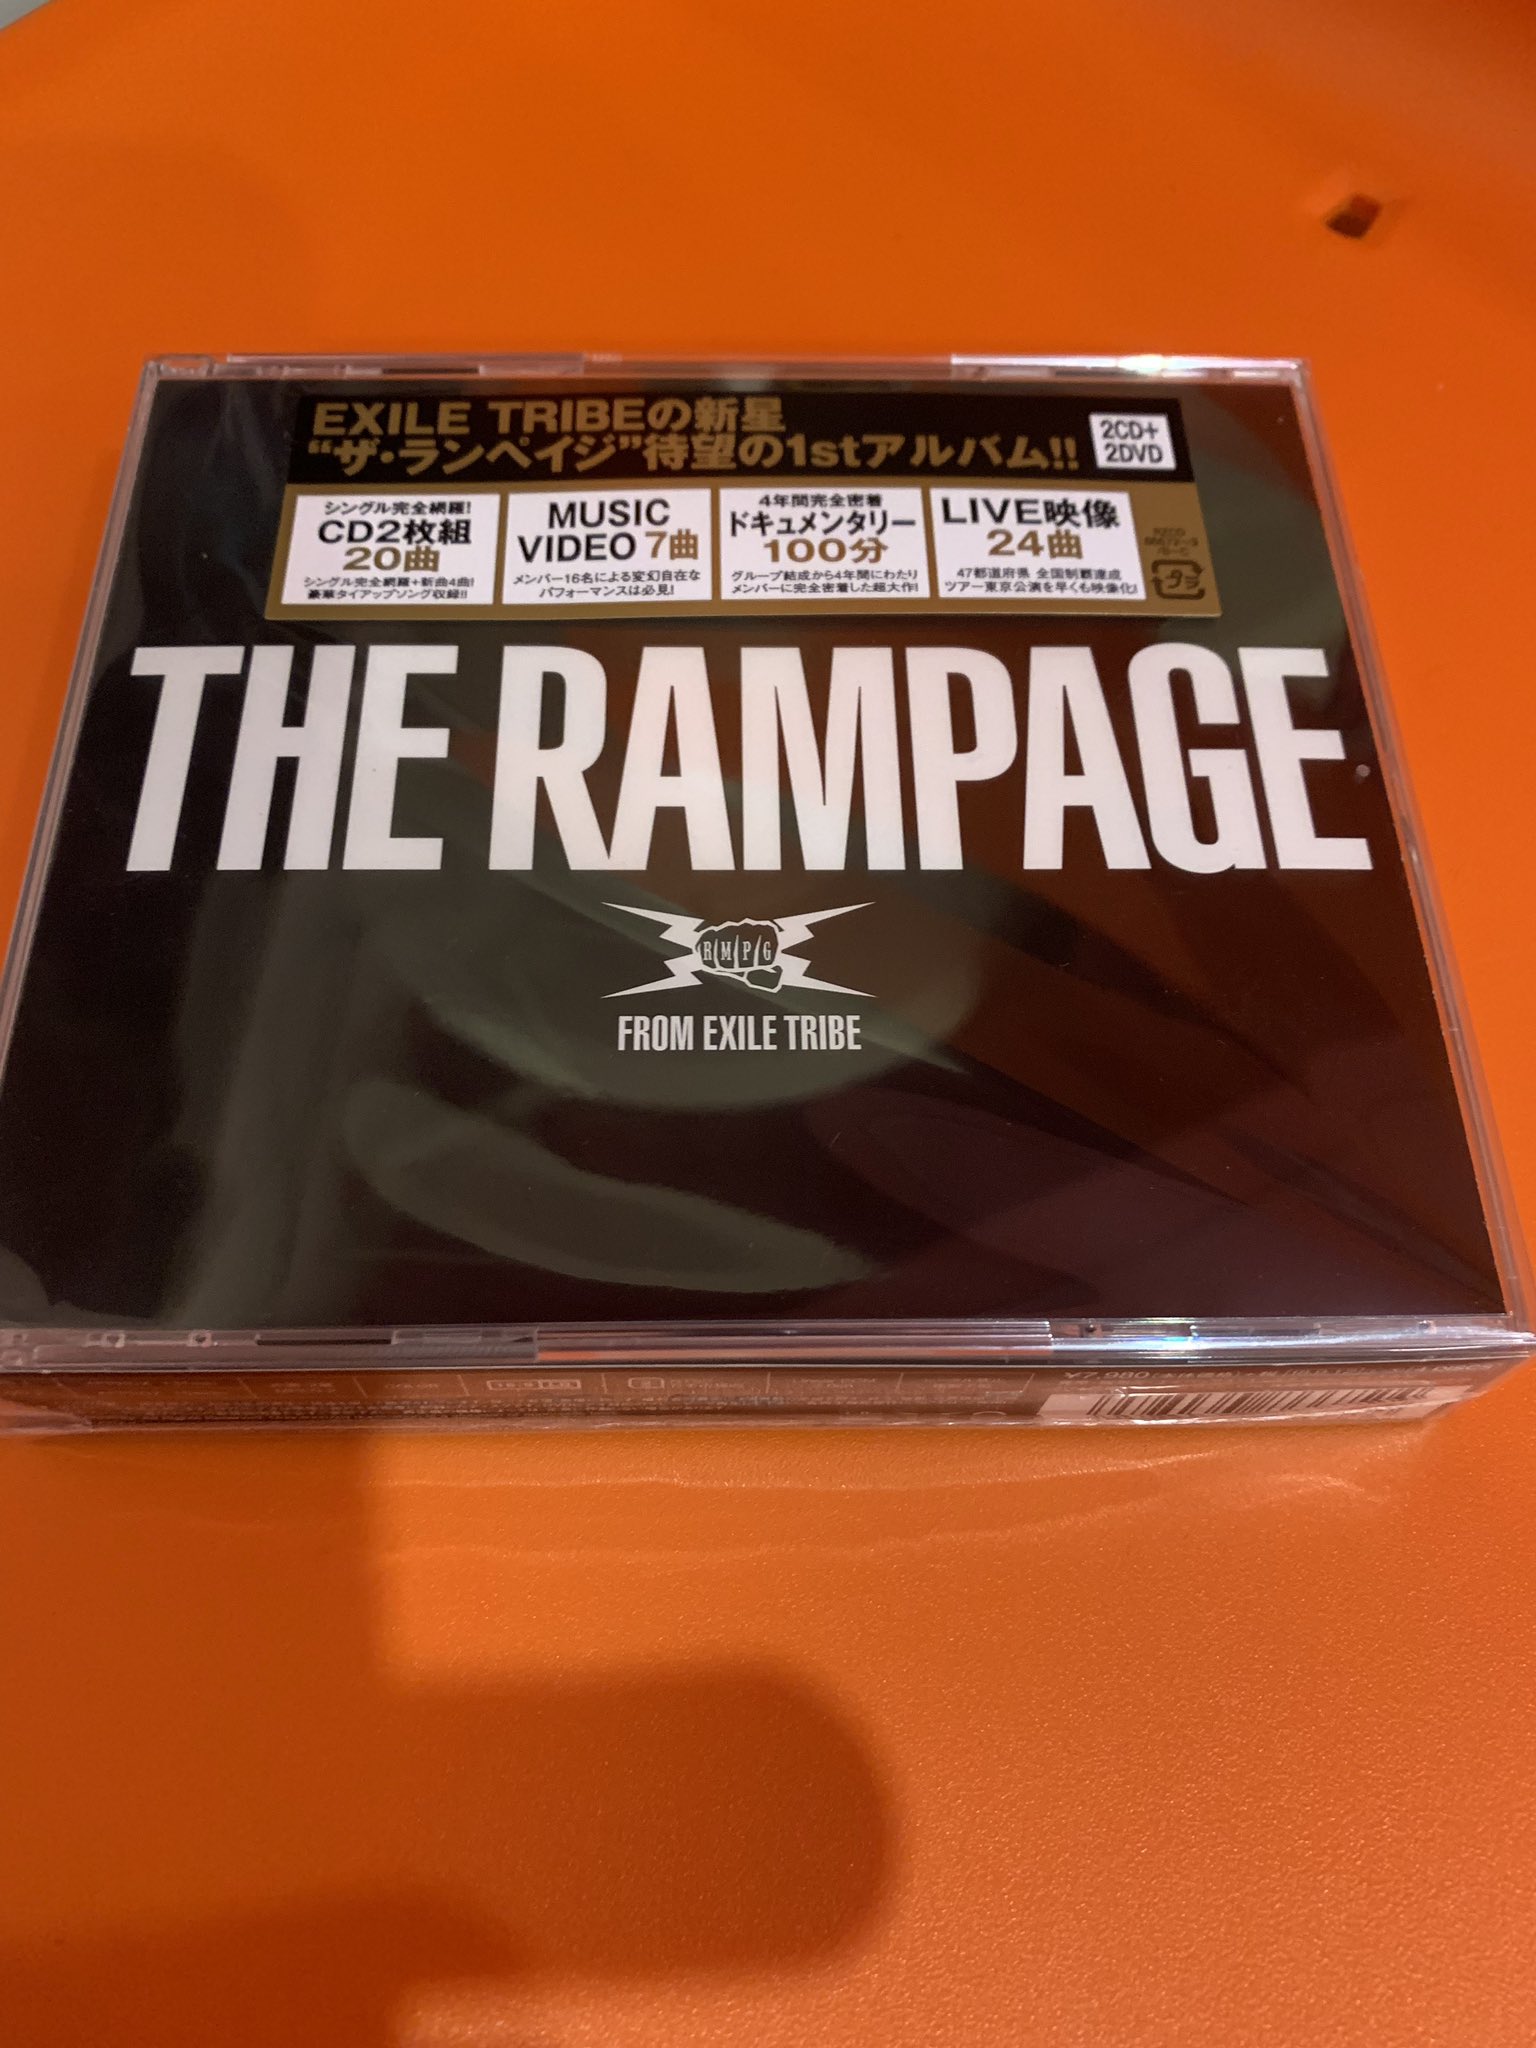 EXILE TRIBEの新星
“ザ・ランペイジ”待望の1stアルバム!!
2CD+
2DVD
シングル完全網羅!
CD2枚組
20曲
シングル完全網羅+新曲4曲!
豪華タイアップソング収録!!
MUSIC
VIDEO 7曲
メンバー16名による変幻自在な
パフォーマンスは必見!
4年間完全密着
ドキュメンタリー
100分
グループ結成から4年間にわたり
メンバーに完全密着した超大作!
LIVE映像
24曲
47都道府県 全国制覇達成
ツアー東京公演を早くも映像化!
THE RAMPAGE
RMPG
FROM EXILE TRIBE
¥7,980